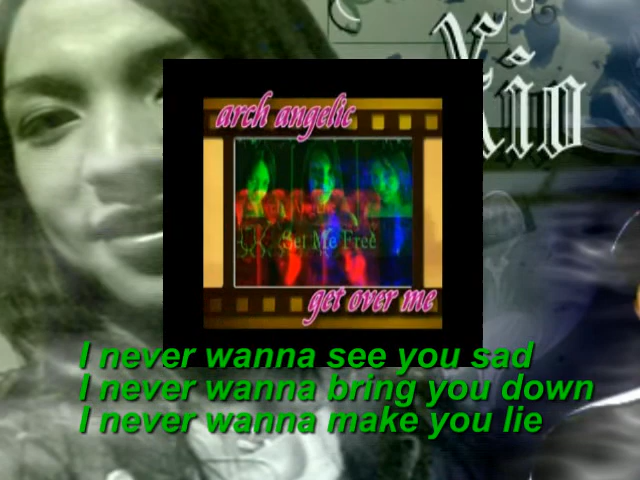 Xio
arch angelic
Set Me Free
get over me
I never wanna see you sad
I never wanna bring you down
I never wanna make you lie